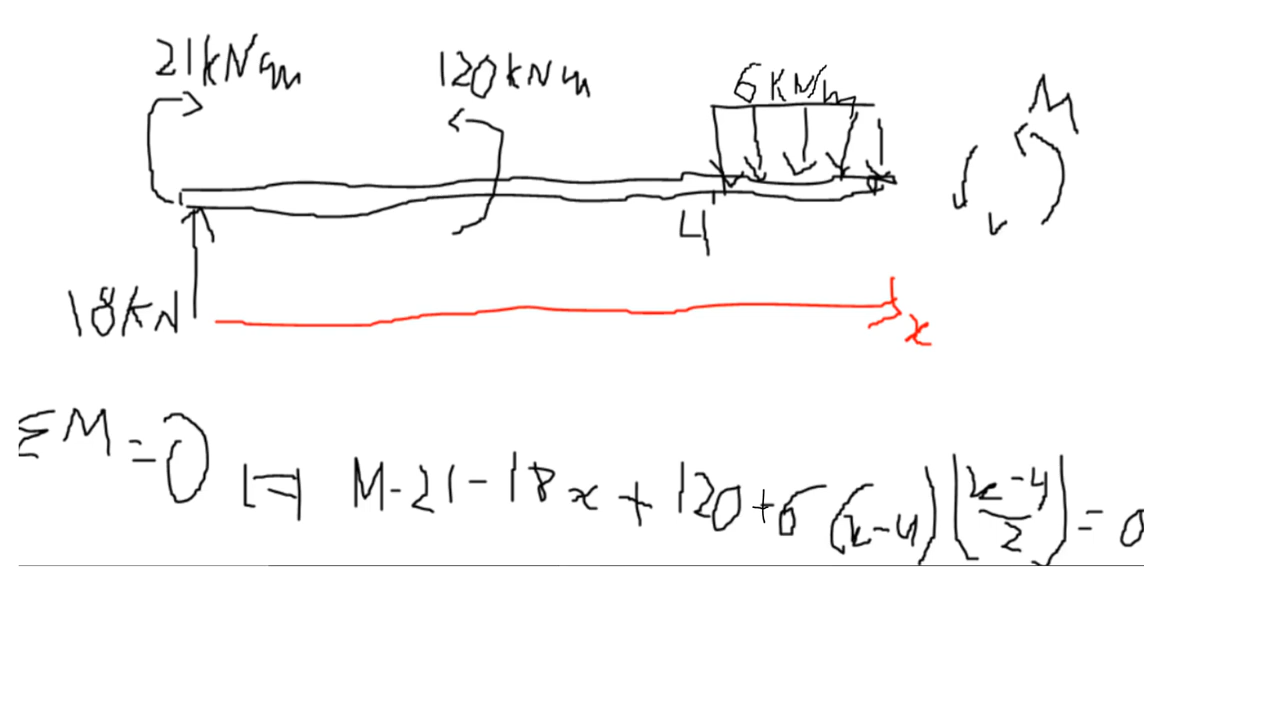 21kNm 120kNm 6kN/m M
4 V
18kN x
ΣM=0 ⇔ M-21-18x+120+6(x-4)(x-4/2)=0